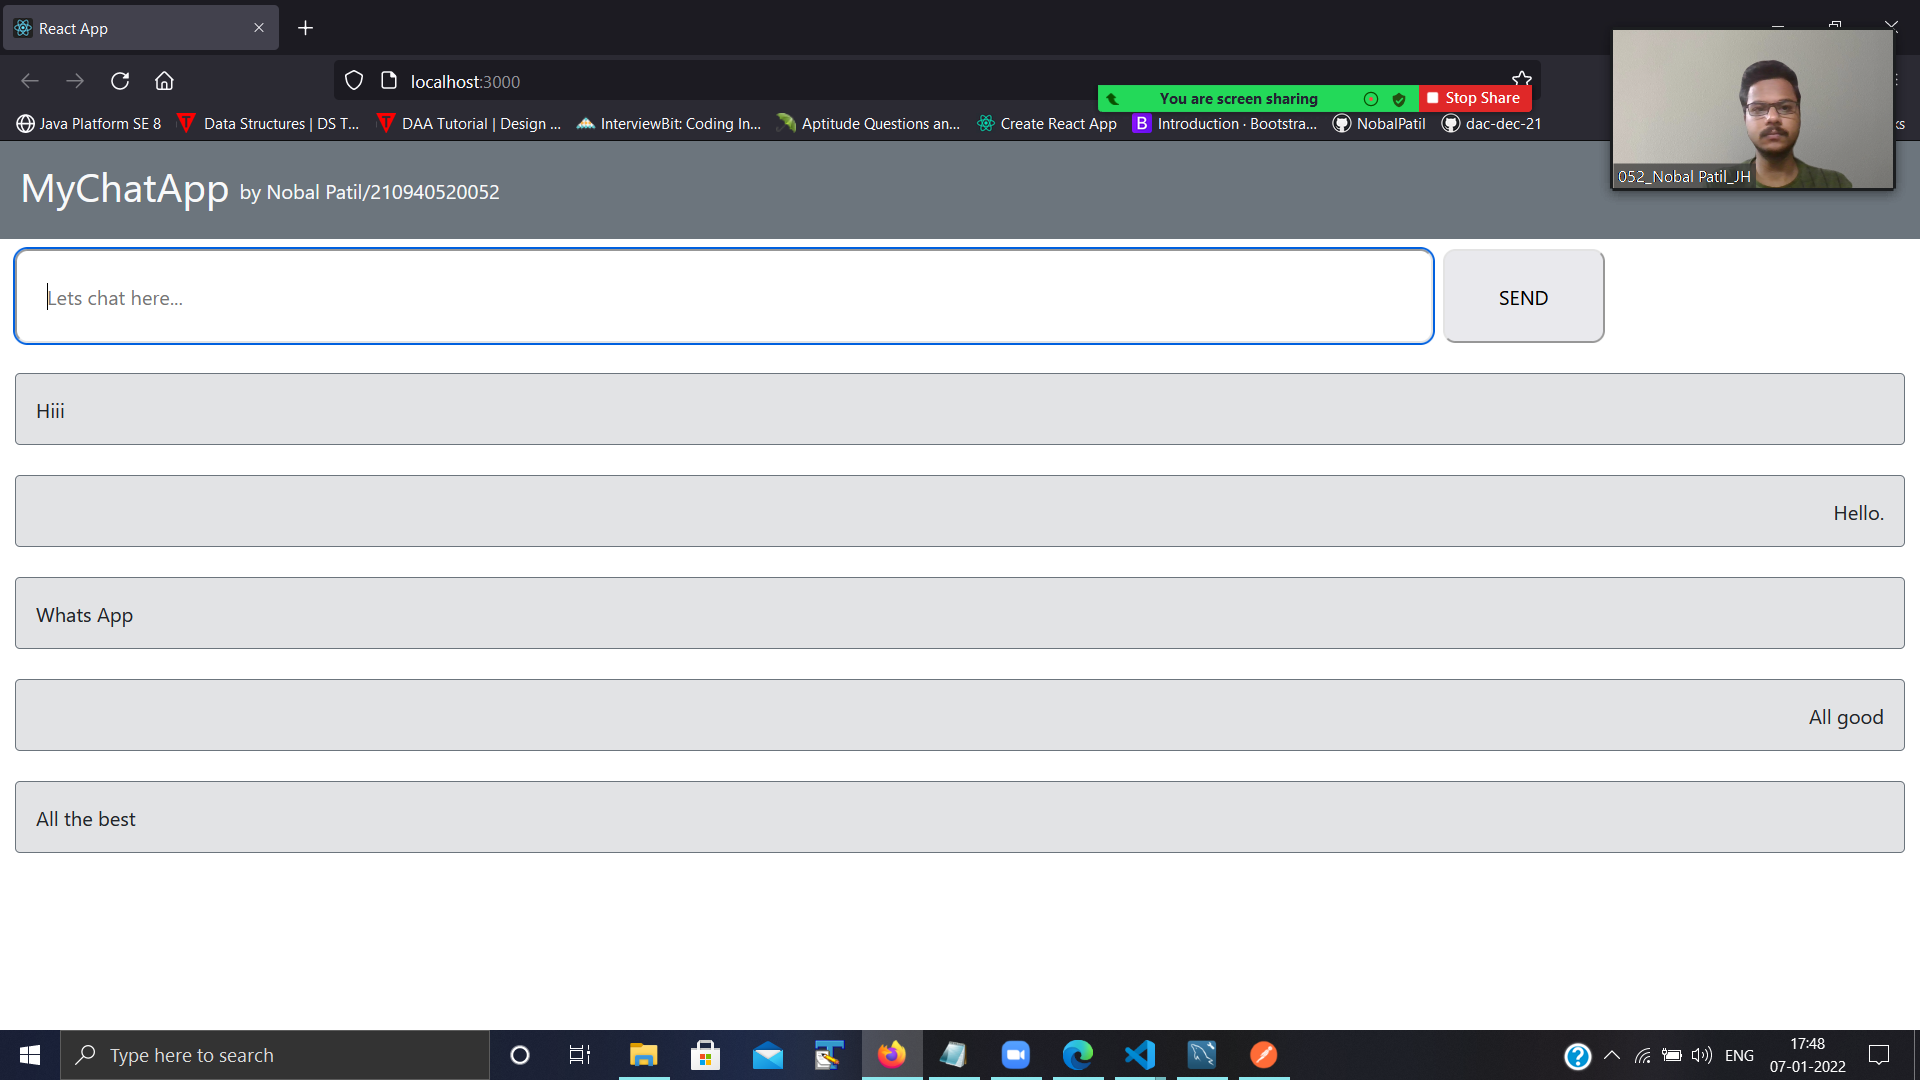 React App
localhost:3000
You are screen sharing
Stop Share
Java Platform SE 8
Data Structures | DS T...
DAA Tutorial | Design ...
InterviewBit: Coding In...
Aptitude Questions an...
Create React App
B
Introduction · Bootstra...
NobalPatil
dac-dec-21
ks
052_Nobal Patil_JH
MyChatApp by Nobal Patil/210940520052
Lets chat here...
SEND
Hiii
Hello.
Whats App
All good
All the best
Type here to search
ENG
17:48
07-01-2022